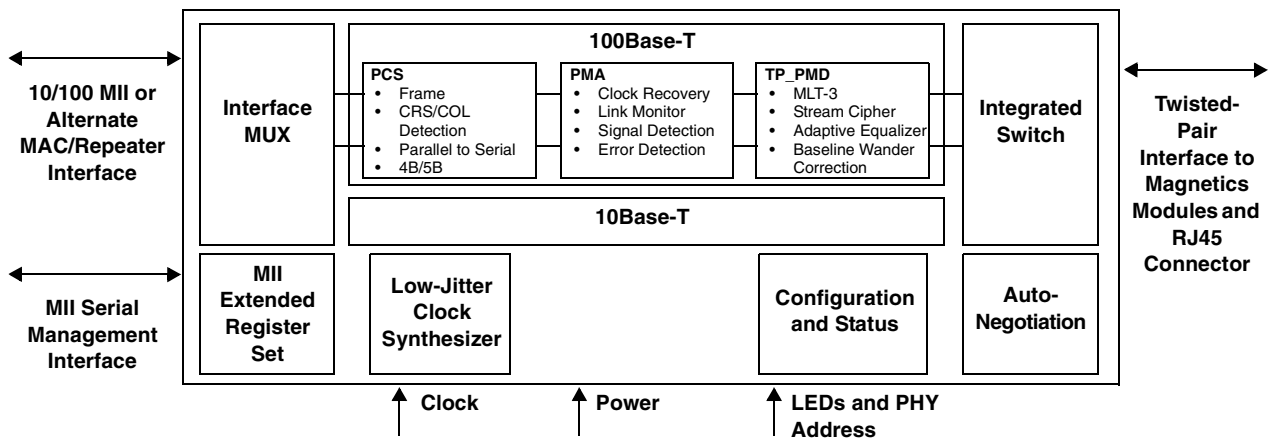 10/100 MII or
Alternate
MAC/Repeater
Interface
MII Serial
Management
Interface
Interface
MUX
100Base-T
PCS
• Frame
• CRS/COL
Detection
• Parallel to Serial
• 4B/5B
PMA
• Clock Recovery
• Link Monitor
• Signal Detection
• Error Detection
TP_PMD
• MLT-3
• Stream Cipher
• Adaptive Equalizer
• Baseline Wander
Correction
10Base-T
Integrated
Switch
Twisted-
Pair
Interface to
Magnetics
Modules and
RJ45
Connector
MII
Extended
Register
Set
Low-Jitter
Clock
Synthesizer
Configuration
and Status
Auto-
Negotiation
Clock
Power
LEDs and PHY
Address